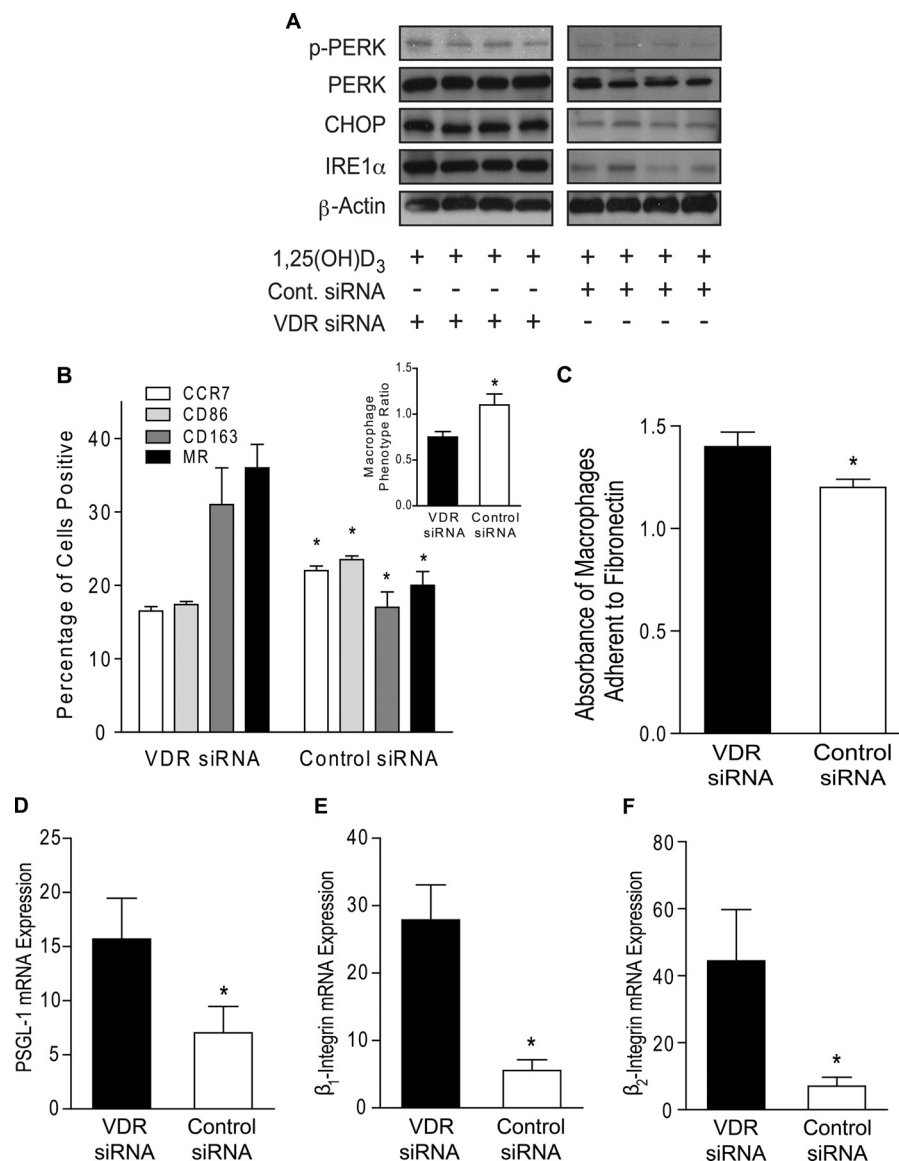 A
p-PERK
PERK
CHOP
IRE1α
β-Actin
1,25(OH)D3 + + + + + + + +
Cont. siRNA - - - - + + + +
VDR siRNA + + + + - - - -
B
CCR7
CD86
CD163
MR
Percentage of Cells Positive
40
30
20
10
0
* * * *
VDR siRNA Control siRNA
Macrophage
Phenotype Ratio
1.5
1.0
0.5
0.0
*
VDR
siRNA
Control
siRNA
C
Absorbance of Macrophages
Adherent to Fibronectin
1.5
1.0
0.5
0.0
*
VDR
siRNA
Control
siRNA
D
PSGL-1 mRNA Expression
25
20
15
10
5
0
*
VDR
siRNA
Control
siRNA
E
β1-Integrin mRNA Expression
40
30
20
10
0
*
VDR
siRNA
Control
siRNA
F
β2-Integrin mRNA Expression
80
60
40
20
0
*
VDR
siRNA
Control
siRNA